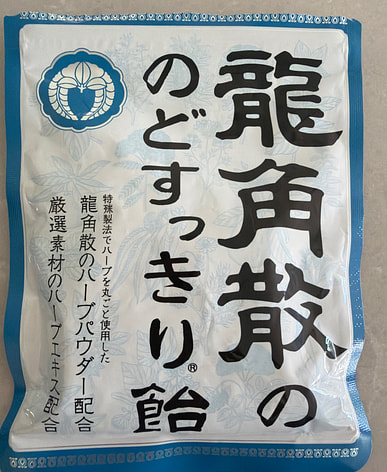 龍角散の
のどすっきり®飴
特殊製法でハーブを丸ごと使用した
龍角散のハーブパウダー配合
厳選素材のハーブエキス配合